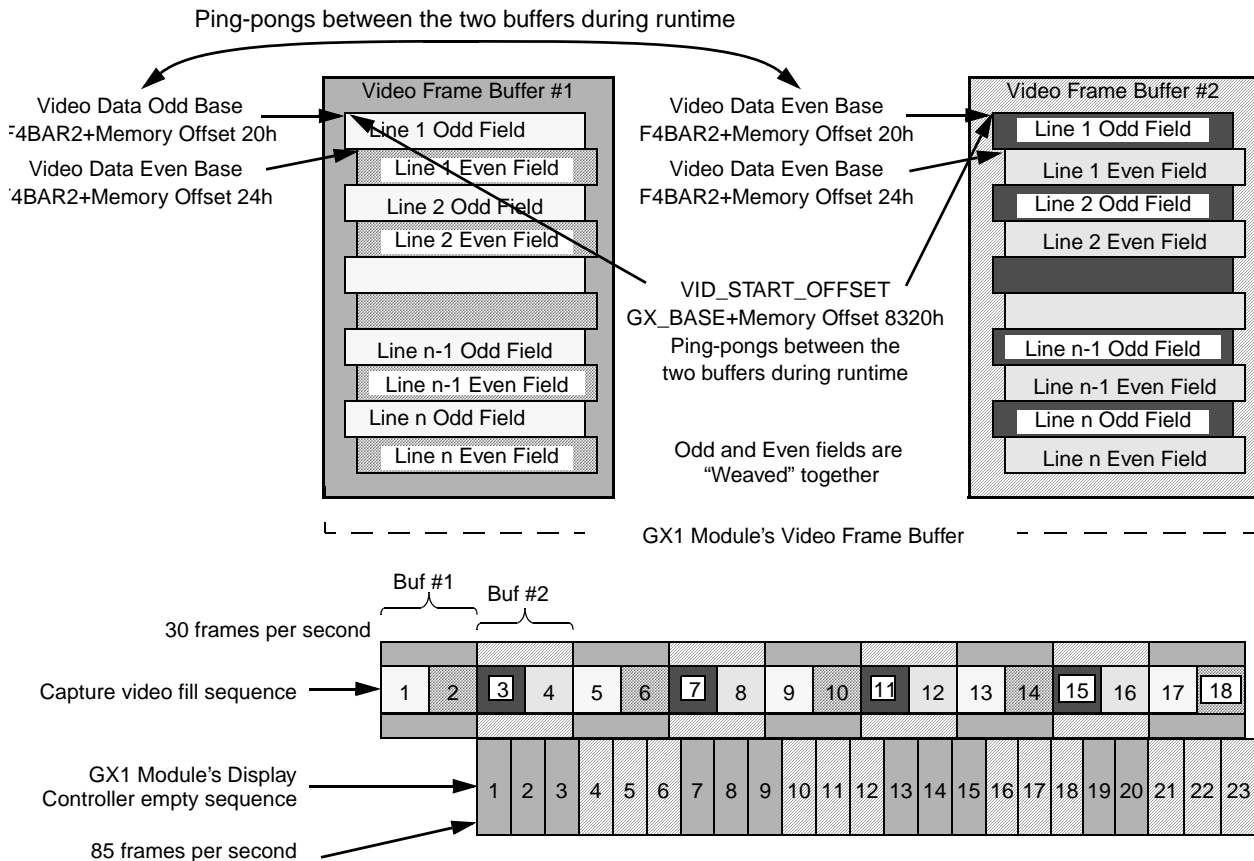 Ping-pongs between the two buffers during runtime
Video Data Odd Base
F4BAR2+Memory Offset 20h
Video Data Even Base
F4BAR2+Memory Offset 24h
Video Frame Buffer #1
Line 1 Odd Field
Line 1 Even Field
Line 2 Odd Field
Line 2 Even Field
Line n-1 Odd Field
Line n-1 Even Field
Line n Odd Field
Line n Even Field
Video Data Even Base
F4BAR2+Memory Offset 20h
Video Data Even Base
F4BAR2+Memory Offset 24h
VID_START_OFFSET
GX_BASE+Memory Offset 8320h
Ping-pongs between the
two buffers during runtime
Odd and Even fields are
“Weaved” together
Video Frame Buffer #2
Line 1 Odd Field
Line 1 Even Field
Line 2 Odd Field
Line 2 Even Field
Line n-1 Odd Field
Line n-1 Even Field
Line n Odd Field
Line n Even Field
GX1 Module's Video Frame Buffer
Buf #1
Buf #2
30 frames per second
Capture video fill sequence
1 2 3 4 5 6 7 8 9 10 11 12 13 14 15 16 17 18
GX1 Module's Display
Controller empty sequence
1 2 3 4 5 6 7 8 9 10 11 12 13 14 15 16 17 18 19 20 21 22 23
85 frames per second